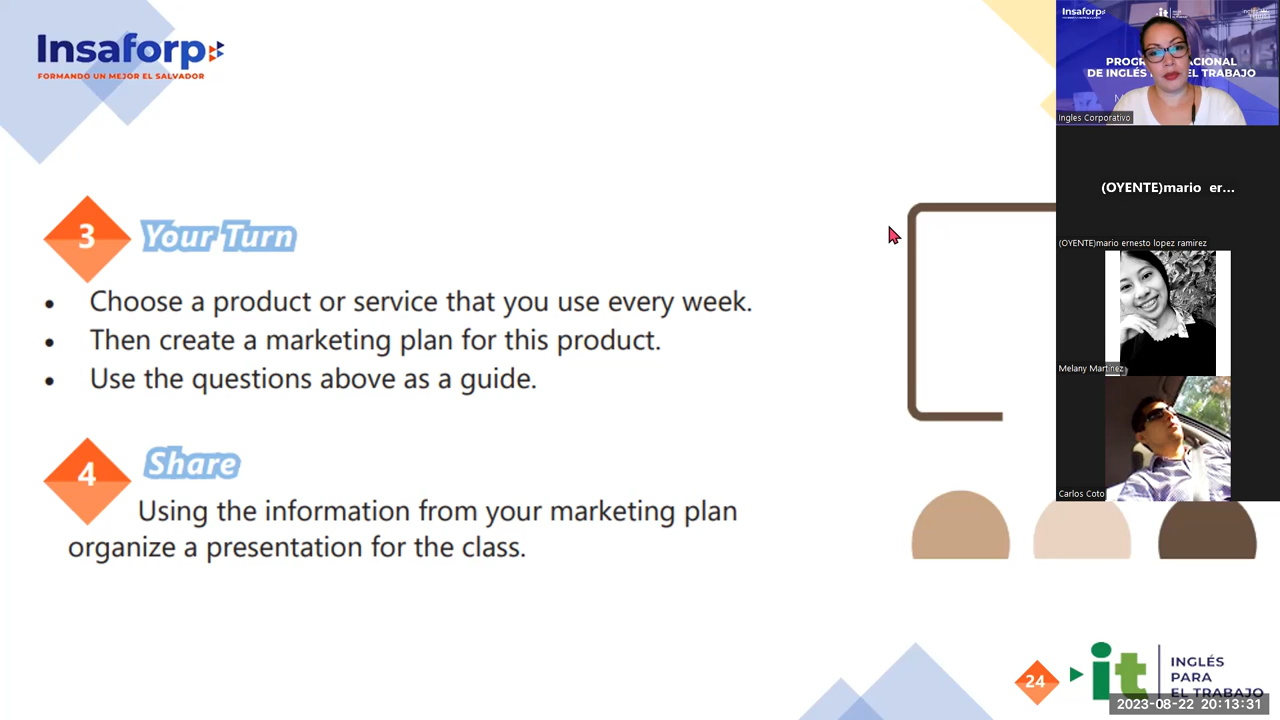 Insaforp
FORMANDO UN MEJOR EL SALVADOR
3
Your Turn
• Choose a product or service that you use every week.
• Then create a marketing plan for this product.
• Use the questions above as a guide.
4
Share
Using the information from your marketing plan
organize a presentation for the class.
24
it
INGLÉS
PARA
EL TRABAJO
2023-08-22 20:13:31
Insaforp
it
NACIONAL
DE INGLÉS
EL TRABAJO
Ingles Corporativo
(OYENTE)mario er...
(OYENTE)mario ernesto lopez ramirez
Melany Martinez
Carlos Coto